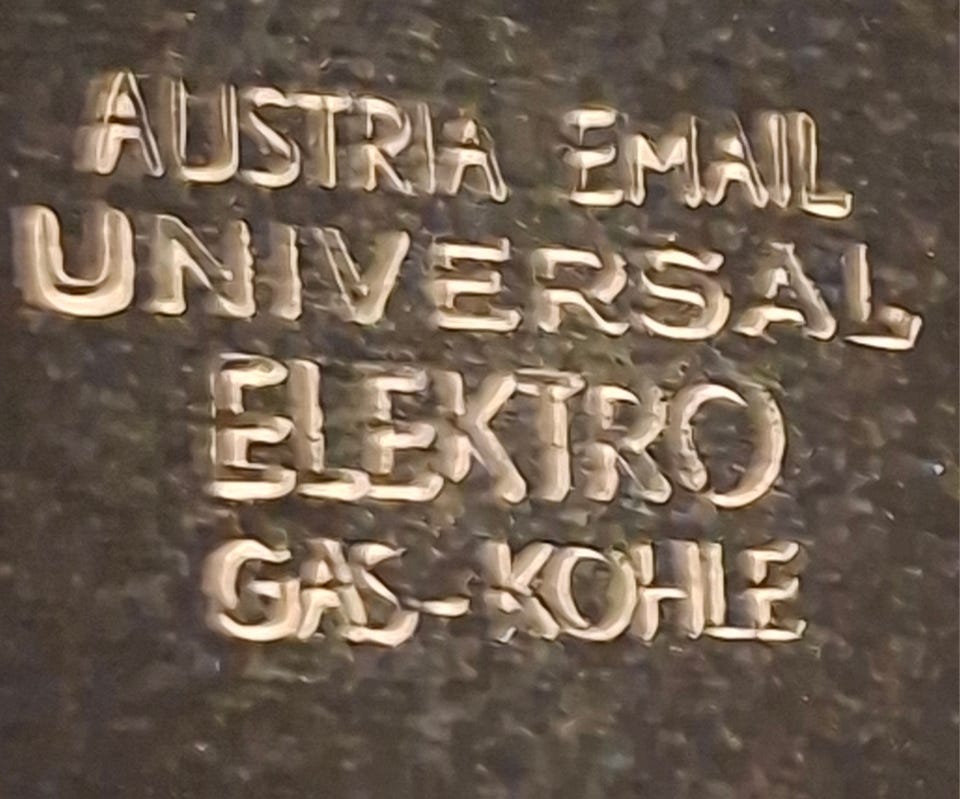 AUSTRIA EMAIL
UNIVERSAL
ELEKTRO
GAS-KOHLE